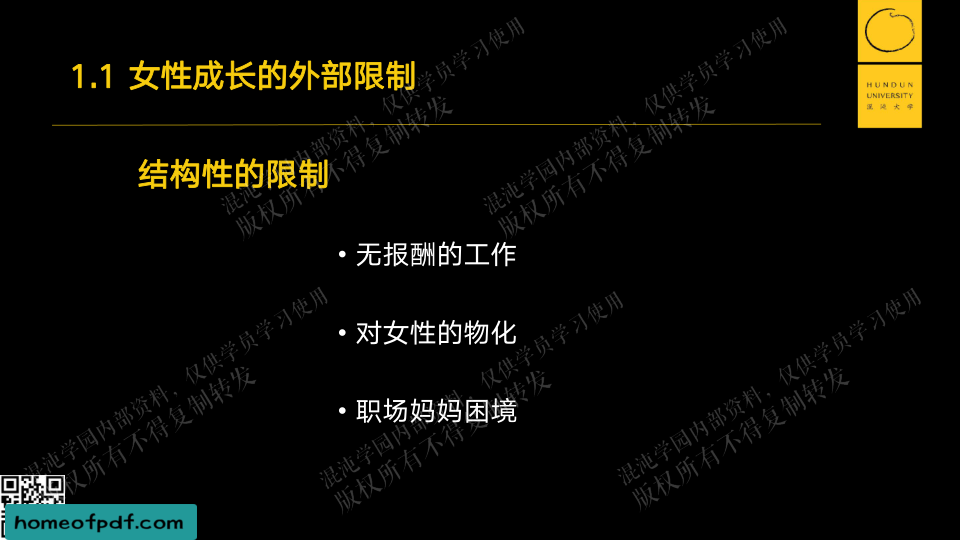 1.1 女性成长的外部限制
HUNDUN
UNIVERSITY
混沌大学
结构性的限制
• 无报酬的工作
• 对女性的物化
• 职场妈妈困境
混沌学园内部资料，仅供学员学习使用
版权所有不得复制转发
混沌学园内部资料，仅供学员学习使用
版权所有不得复制转发
混沌学园内部资料，仅供学员学习使用
版权所有不得复制转发
混沌学园内部资料，仅供学员学习使用
版权所有不得复制转发
混沌学园内部资料，仅供学员学习使用
版权所有不得复制转发
homeofpdf.com